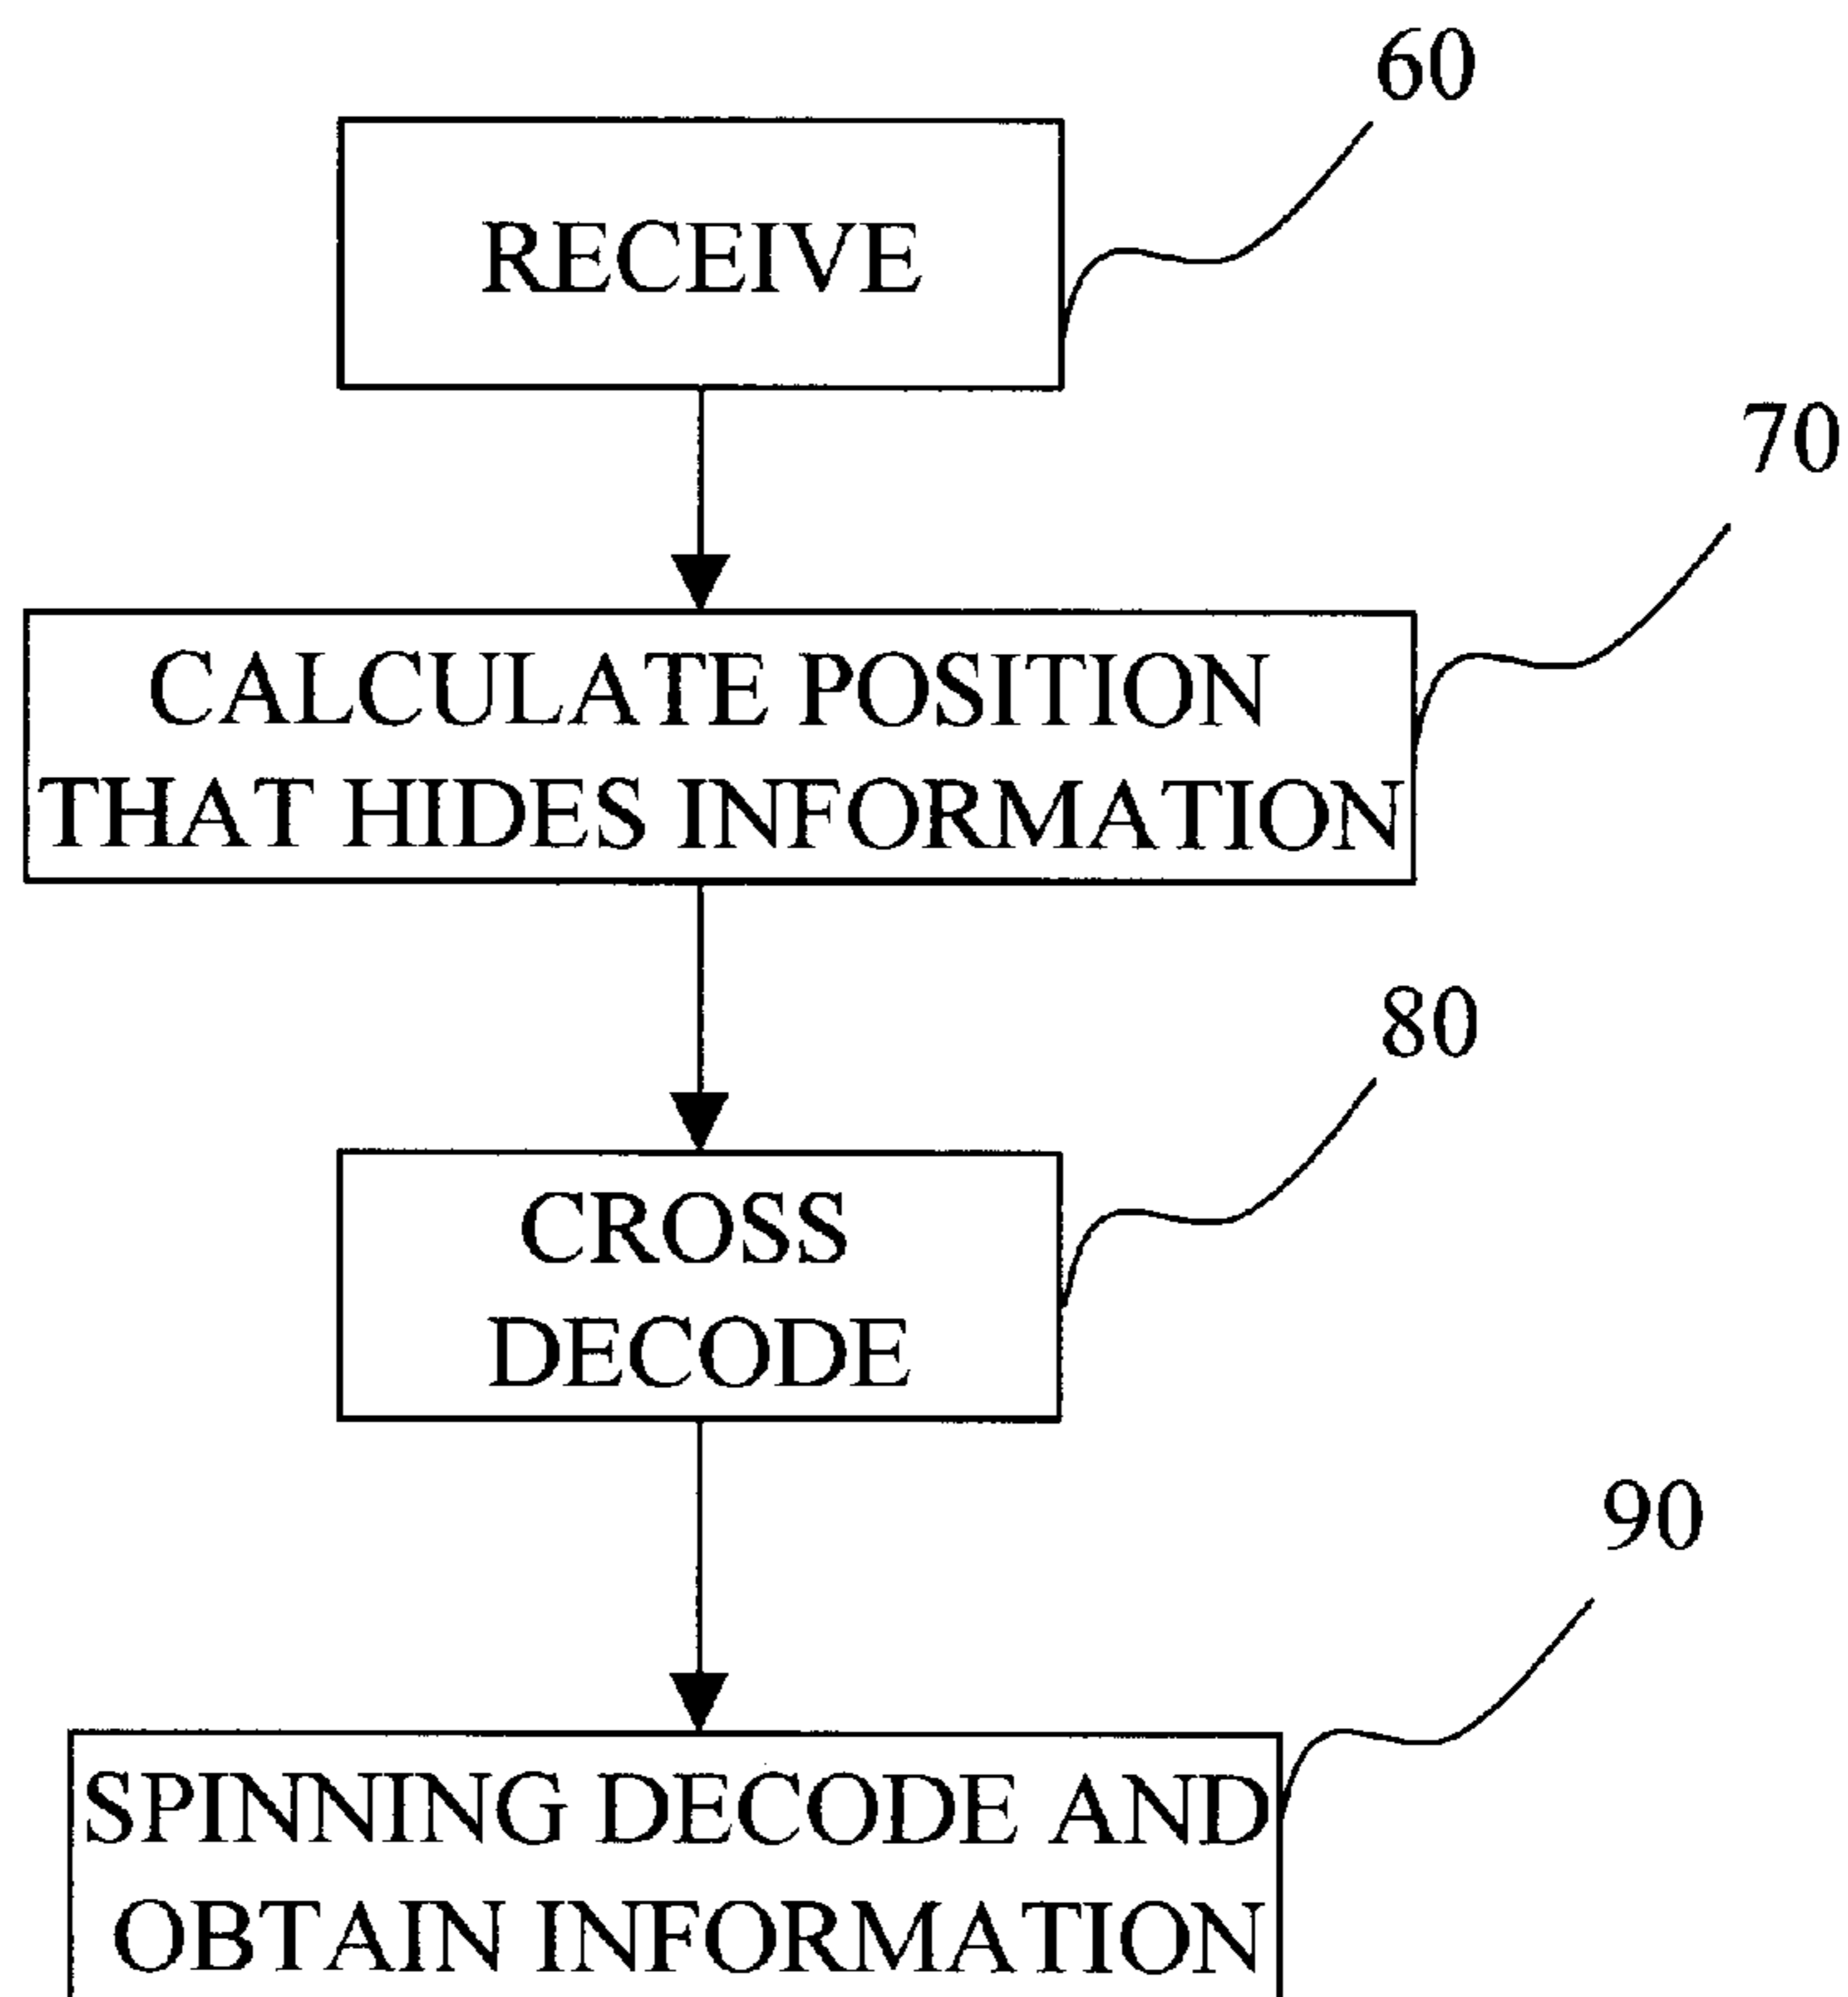 60
RECEIVE
70
CALCULATE POSITION
THAT HIDES INFORMATION
80
CROSS
DECODE
90
SPINNING DECODE AND
OBTAIN INFORMATION